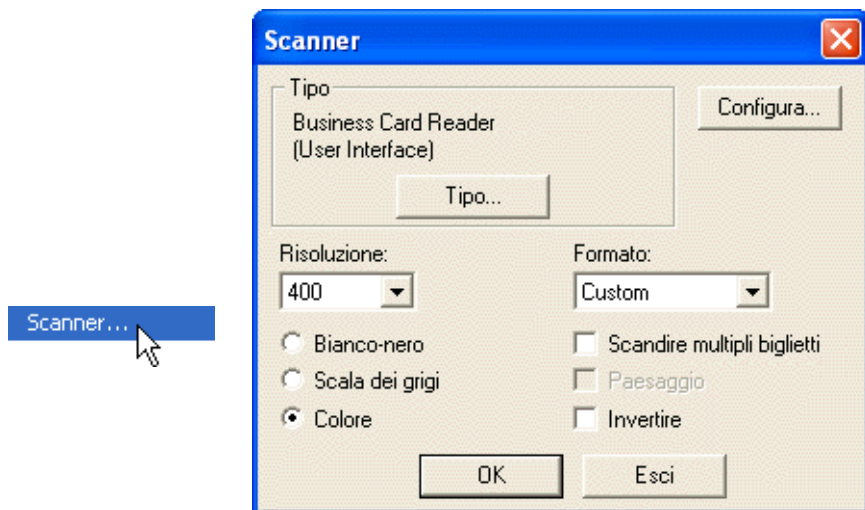 Scanner...
Scanner
Tipo
Business Card Reader
(User Interface)
Tipo...
Configura...
Risoluzione:
400
Formato:
Custom
Bianco-nero
Scala dei grigi
Colore
Scandire multipli biglietti
Paesaggio
Invertire
OK
Esci